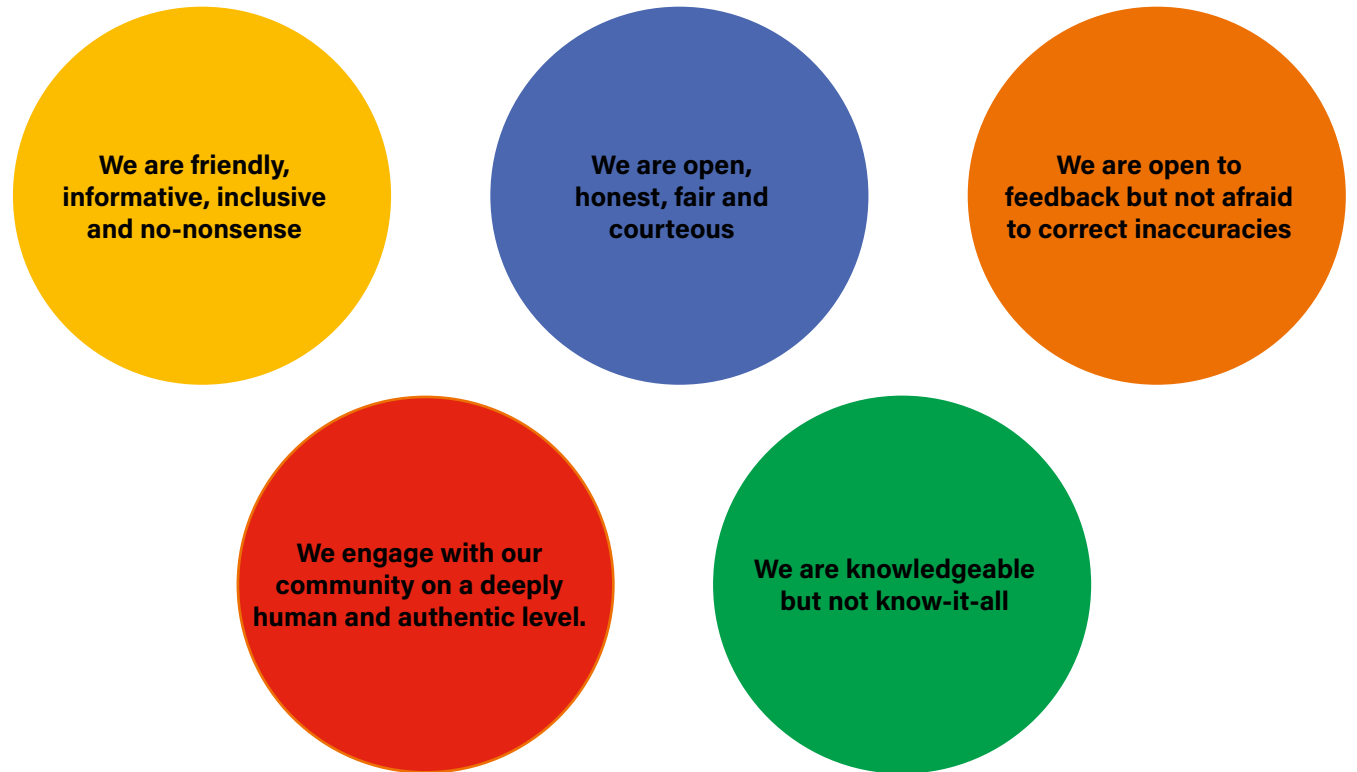 We are friendly,
informative, inclusive
and no-nonsense
We are open,
honest, fair and
courteous
We are open to
feedback but not afraid
to correct inaccuracies
We engage with our
community on a deeply
human and authentic level.
We are knowledgeable
but not know-it-all